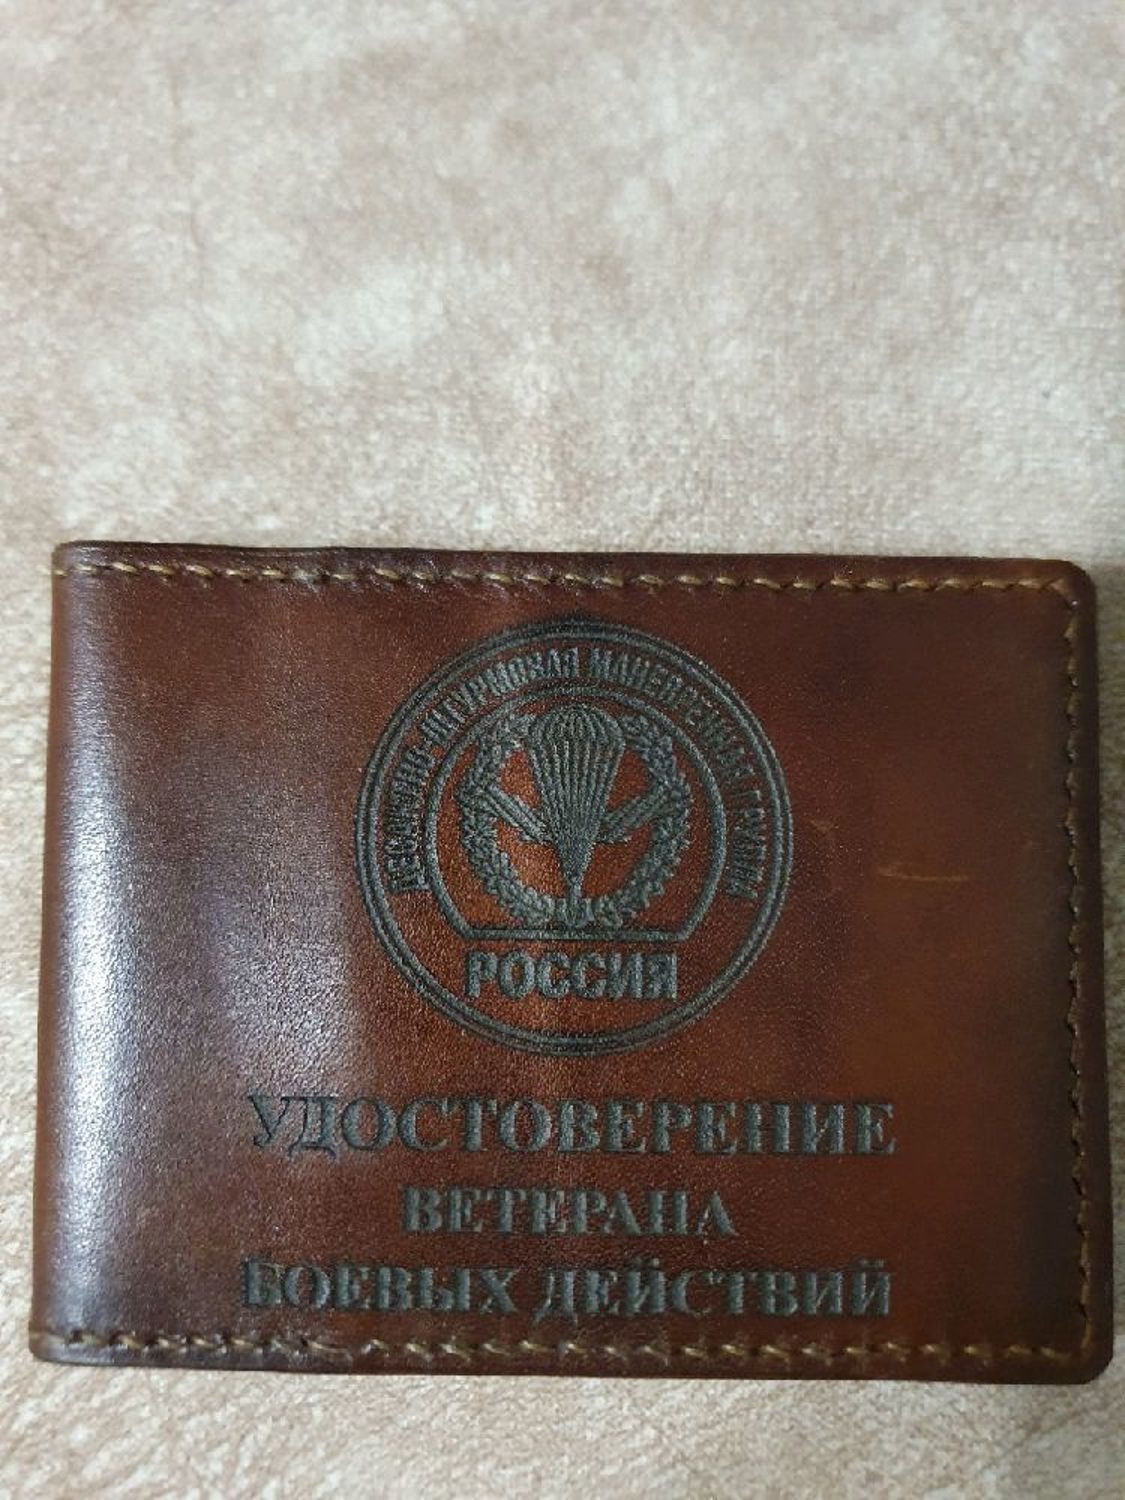 ДЕСАНТНО-ШТУРМОВАЯ МАНЕВРЕННАЯ ГРУППА
РОССИЯ
УДОСТОВЕРЕНИЕ
ВЕТЕРАНА
БОЕВЫХ ДЕЙСТВИЙ